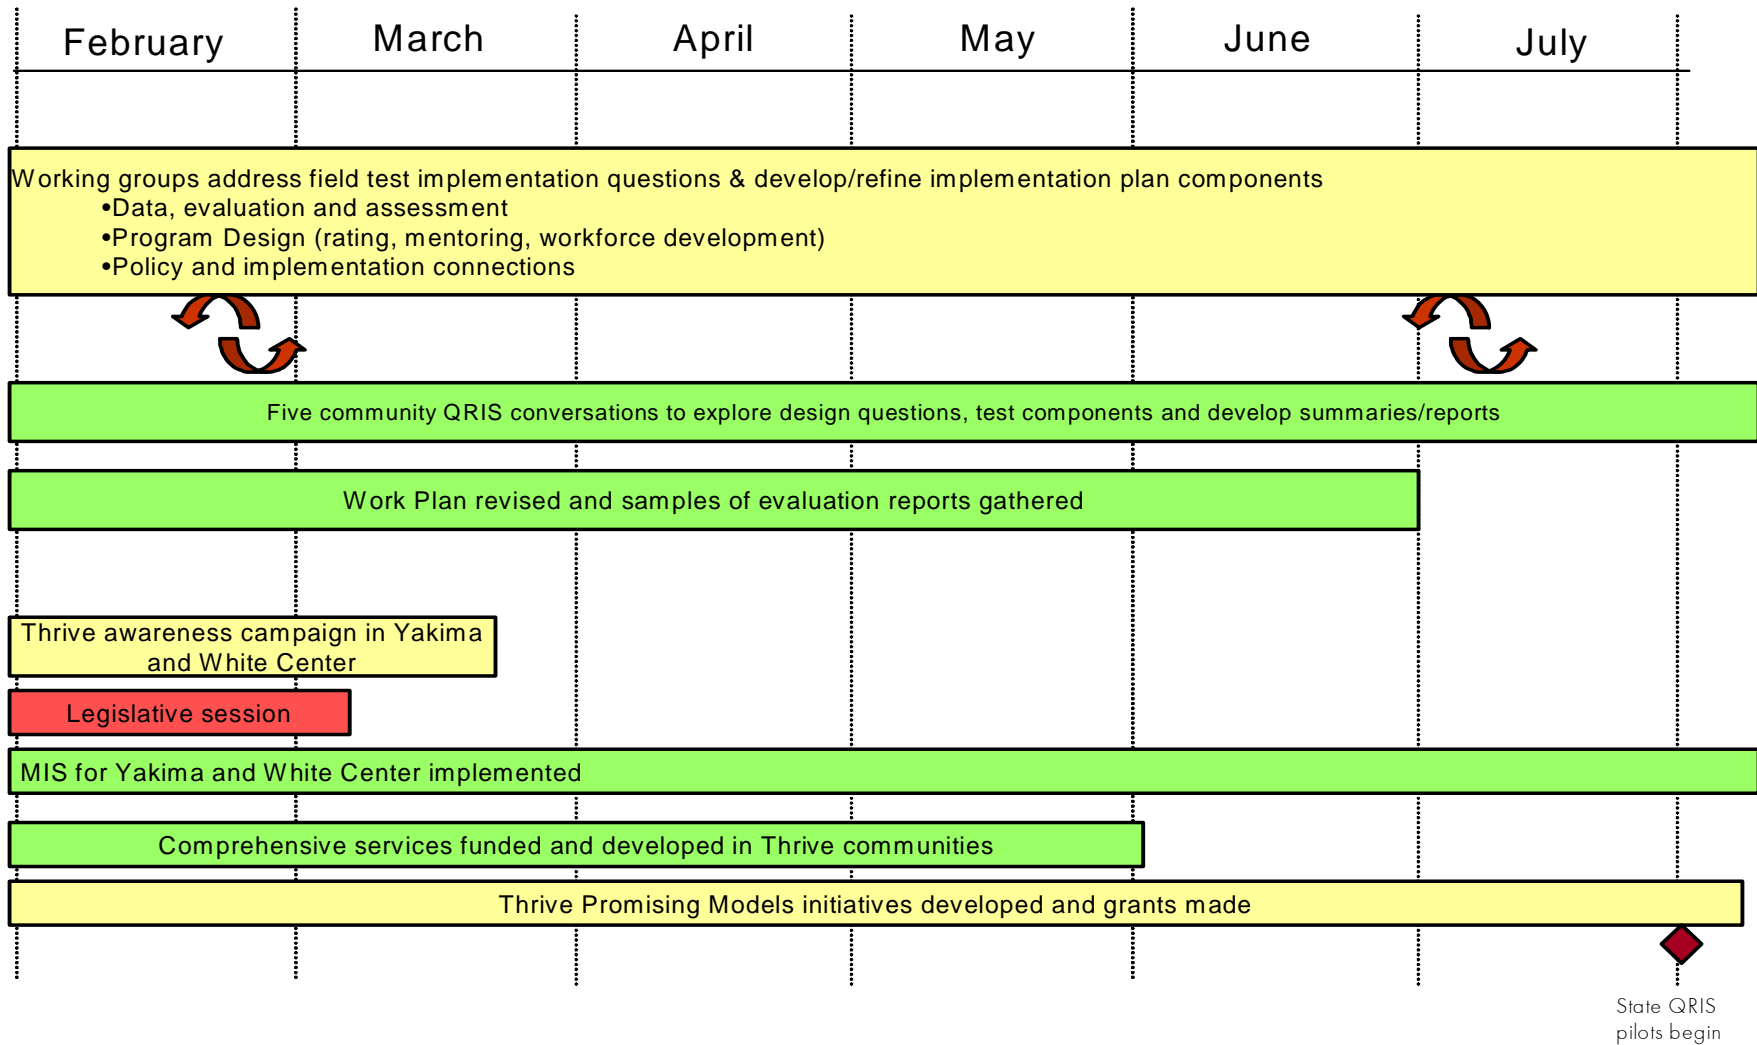 February March April May June July
Working groups address field test implementation questions & develop/refine implementation plan components
•Data, evaluation and assessment
•Program Design (rating, mentoring, workforce development)
•Policy and implementation connections
Five community QRIS conversations to explore design questions, test components and develop summaries/reports
Work Plan revised and samples of evaluation reports gathered
Thrive awareness campaign in Yakima
and White Center
Legislative session
MIS for Yakima and White Center implemented
Comprehensive services funded and developed in Thrive communities
Thrive Promising Models initiatives developed and grants made
State QRIS
pilots begin